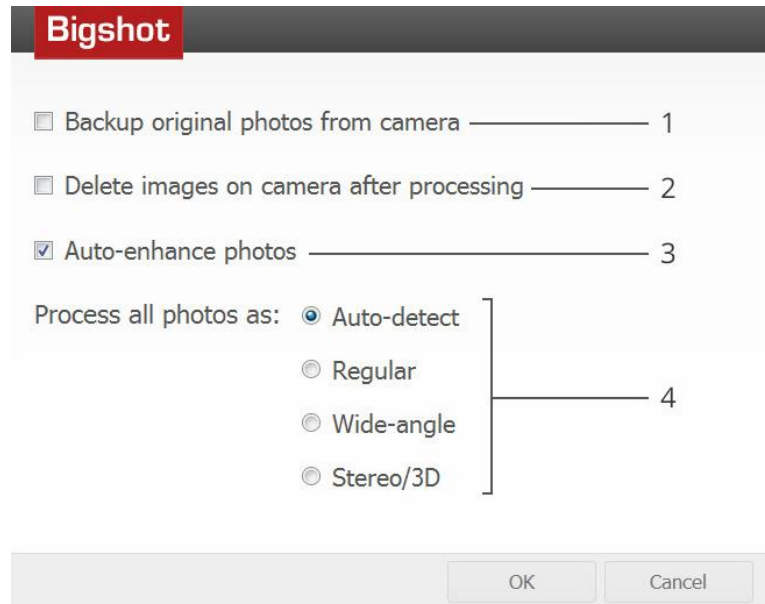 Bigshot
Backup original photos from camera 1
Delete images on camera after processing 2
Auto-enhance photos 3
Process all photos as: Auto-detect
Regular
Wide-angle
Stereo/3D
4
OK Cancel